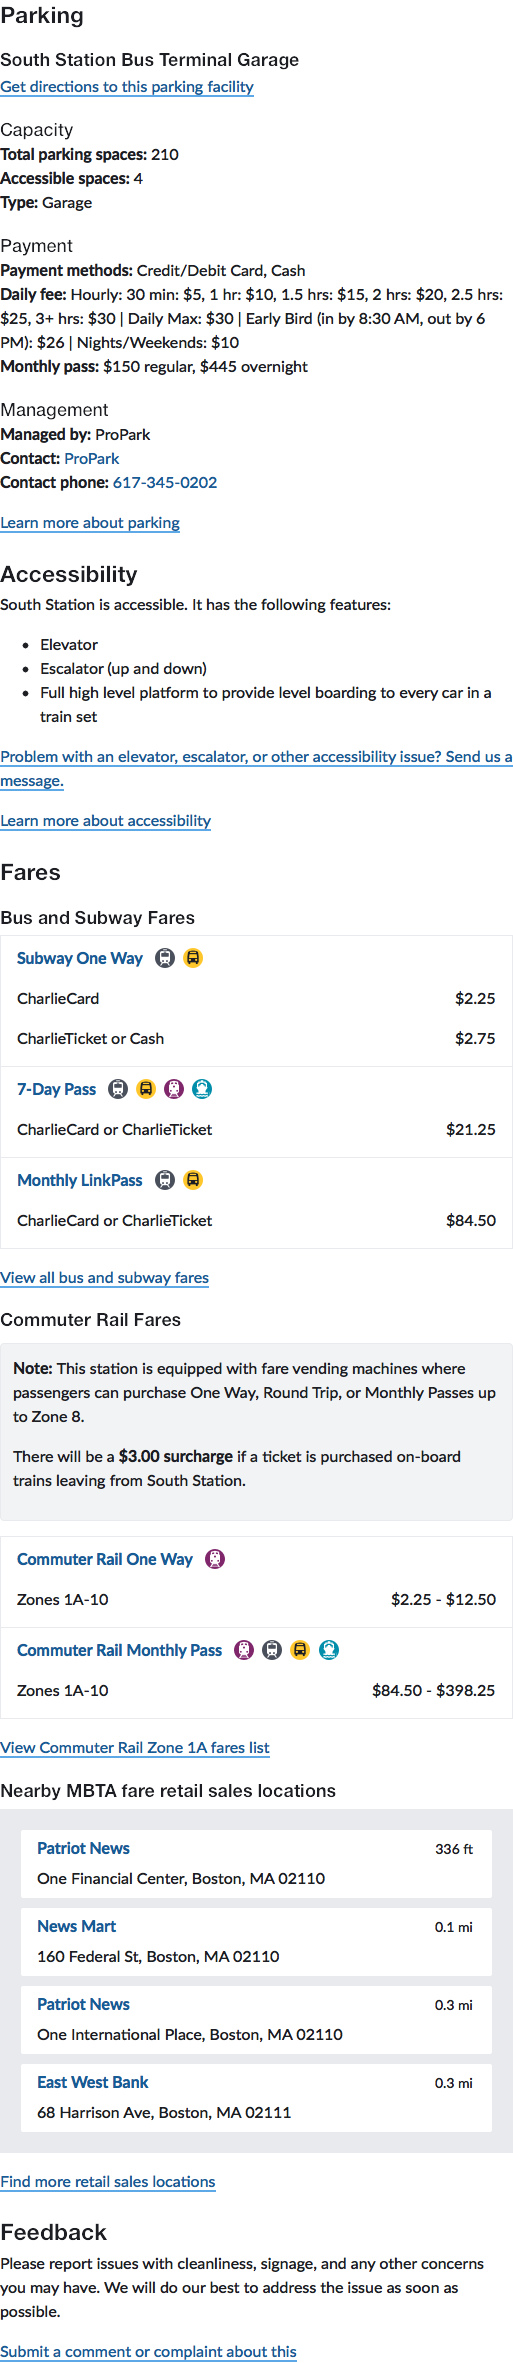 Parking
South Station Bus Terminal Garage
Get directions to this parking facility
Capacity
Total parking spaces: 210
Accessible spaces: 4
Type: Garage
Payment
Payment methods: Credit/Debit Card, Cash
Daily fee: Hourly: 30 min: $5, 1 hr: $10, 1.5 hrs: $15, 2 hrs: $20, 2.5 hrs:
$25, 3+ hrs: $30 | Daily Max: $30 | Early Bird (in by 8:30 AM, out by 6
PM): $26 | Nights/Weekends: $10
Monthly pass: $150 regular, $445 overnight
Management
Managed by: ProPark
Contact: ProPark
Contact phone: 617-345-0202
Learn more about parking
Accessibility
South Station is accessible. It has the following features:
• Elevator
• Escalator (up and down)
• Full high level platform to provide level boarding to every car in a
train set
Problem with an elevator, escalator, or other accessibility issue? Send us a
message.
Learn more about accessibility
Fares
Bus and Subway Fares
Subway One Way
CharlieCard $2.25
CharlieTicket or Cash $2.75
7-Day Pass
CharlieCard or CharlieTicket $21.25
Monthly LinkPass
CharlieCard or CharlieTicket $84.50
View all bus and subway fares
Commuter Rail Fares
Note: This station is equipped with fare vending machines where
passengers can purchase One Way, Round Trip, or Monthly Passes up
to Zone 8.
There will be a $3.00 surcharge if a ticket is purchased on-board
trains leaving from South Station.
Commuter Rail One Way
Zones 1A-10 $2.25 - $12.50
Commuter Rail Monthly Pass
Zones 1A-10 $84.50 - $398.25
View Commuter Rail Zone 1A fares list
Nearby MBTA fare retail sales locations
Patriot News 336 ft
One Financial Center, Boston, MA 02110
News Mart 0.1 mi
160 Federal St, Boston, MA 02110
Patriot News 0.3 mi
One International Place, Boston, MA 02110
East West Bank 0.3 mi
68 Harrison Ave, Boston, MA 02111
Find more retail sales locations
Feedback
Please report issues with cleanliness, signage, and any other concerns
you may have. We will do our best to address the issue as soon as
possible.
Submit a comment or complaint about this